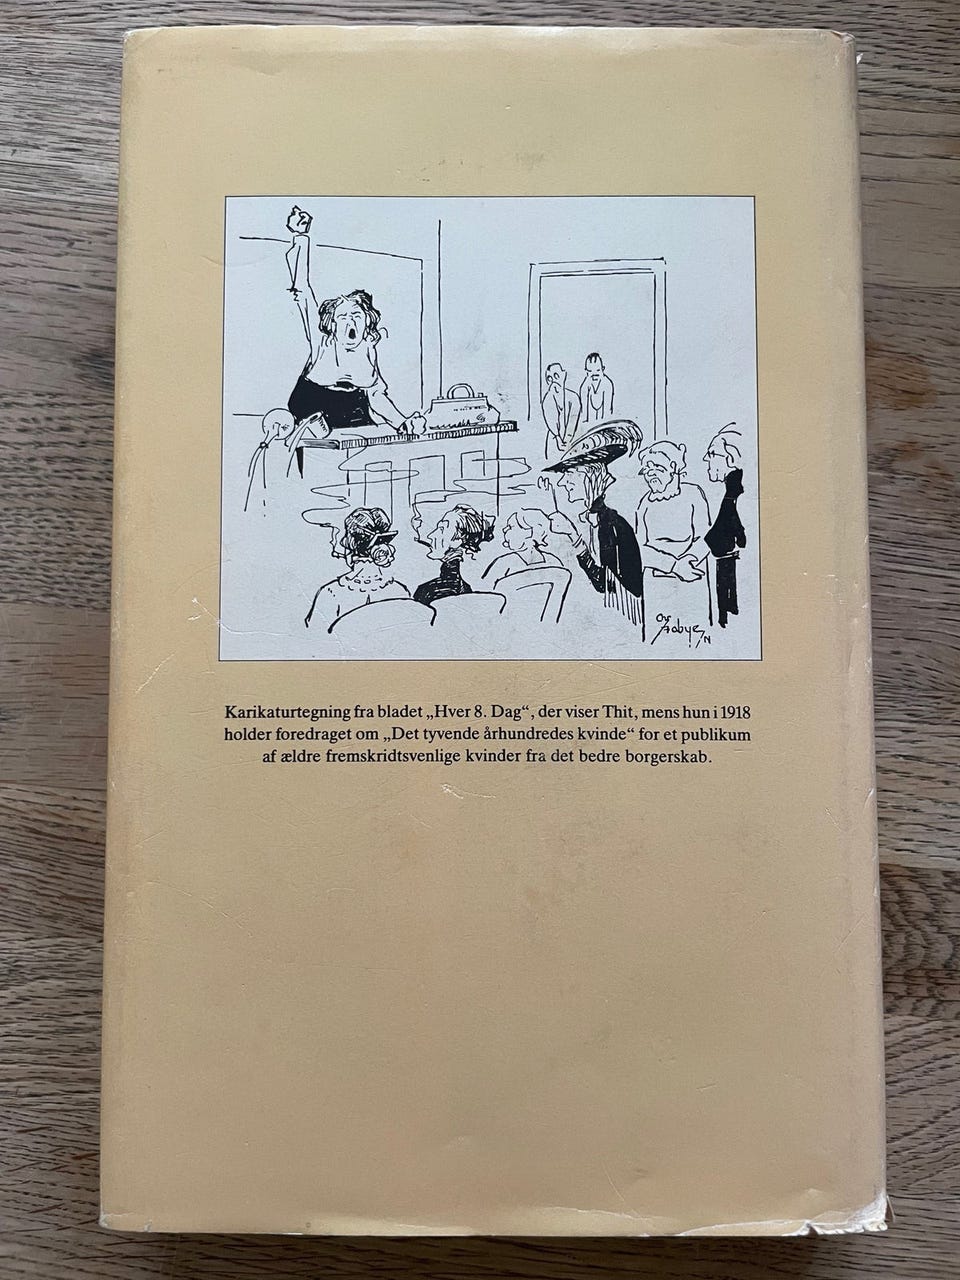 Karikaturtegning fra bladet „Hver 8. Dag“, der viser Thit, mens hun i 1918
holder foredraget om „Det tyvende århundredes kvinde“ for et publikum
af ældre fremskridtsvenlige kvinder fra det bedre borgerskab.